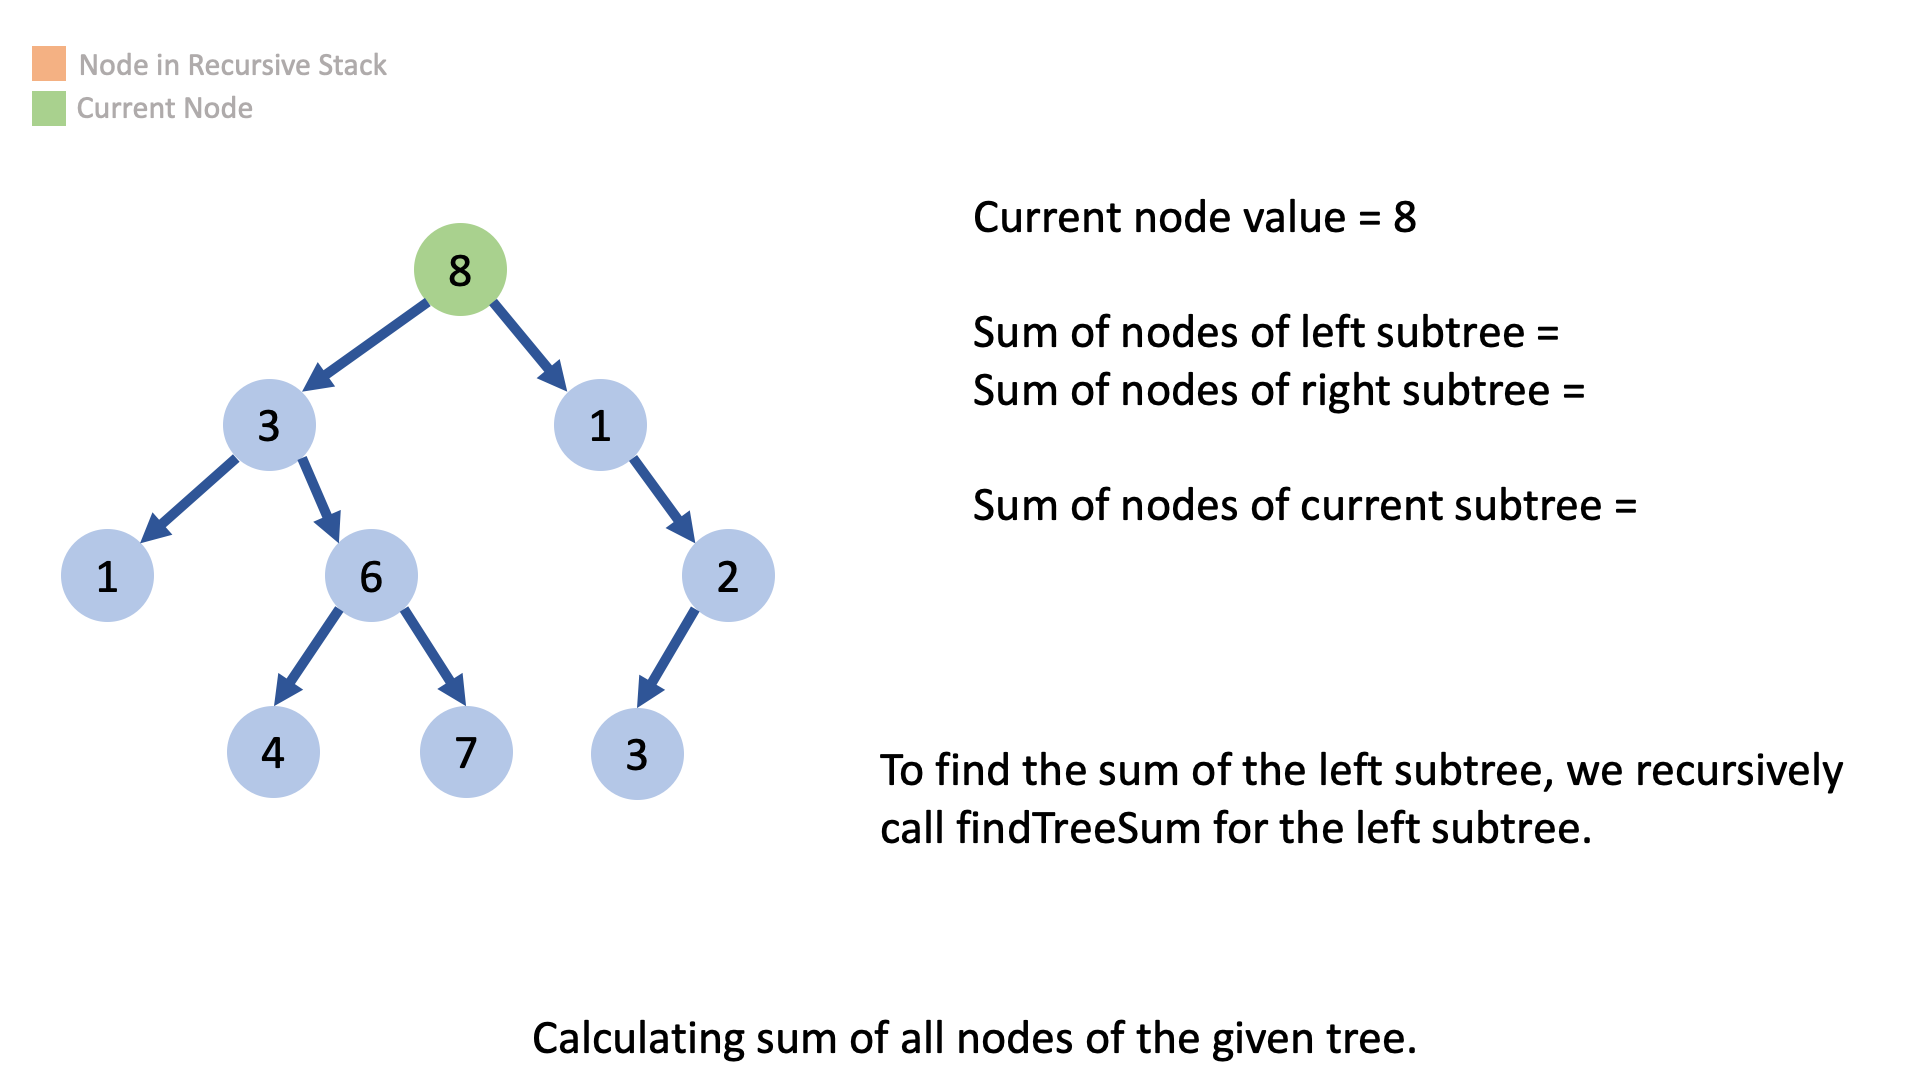 Node in Recursive Stack
Current Node
Current node value = 8
8
Sum of nodes of left subtree =
Sum of nodes of right subtree =
3
1
Sum of nodes of current subtree =
1
6
2
4
7
3
To find the sum of the left subtree, we recursively
call findTreeSum for the left subtree.
Calculating sum of all nodes of the given tree.